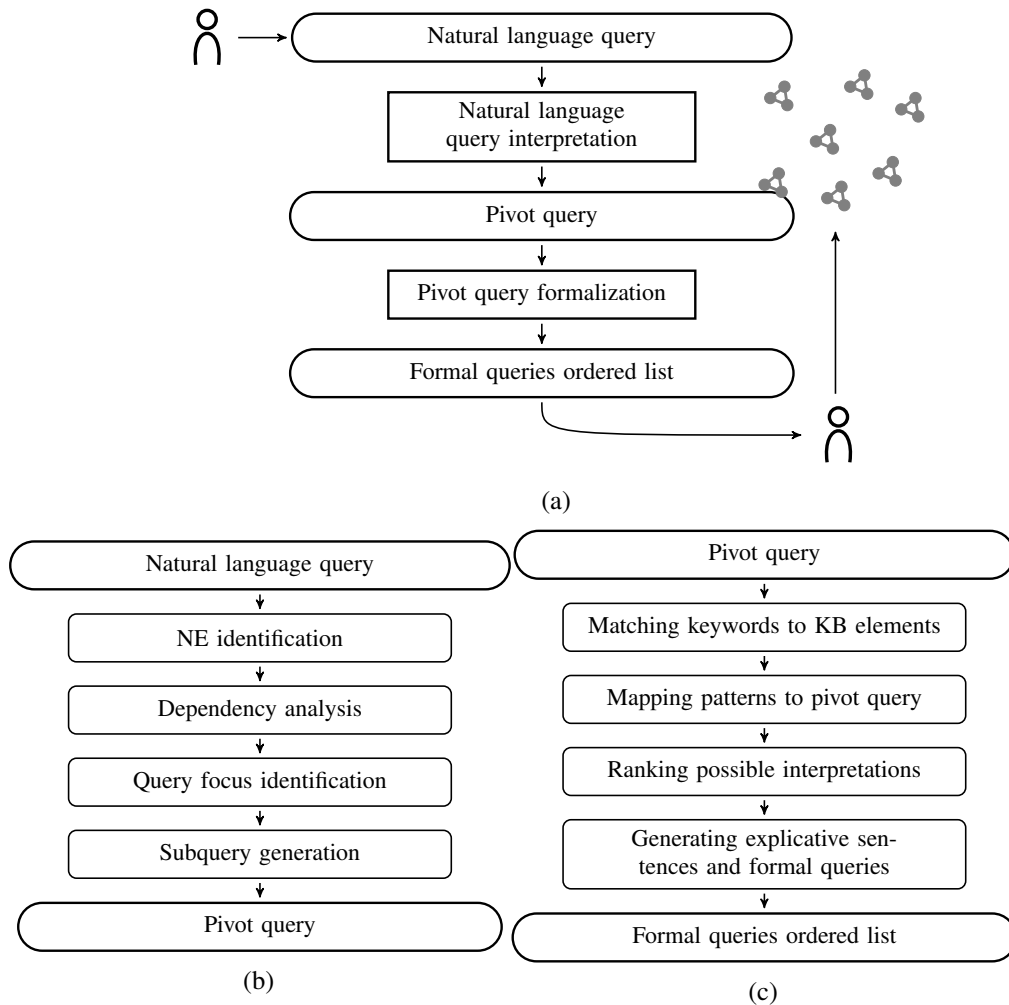 Natural language query
Natural language
query interpretation
Pivot query
Pivot query formalization
Formal queries ordered list
(a)
Natural language query
NE identification
Dependency analysis
Query focus identification
Subquery generation
Pivot query
(b)
Pivot query
Matching keywords to KB elements
Mapping patterns to pivot query
Ranking possible interpretations
Generating explicative sen-
tences and formal queries
Formal queries ordered list
(c)